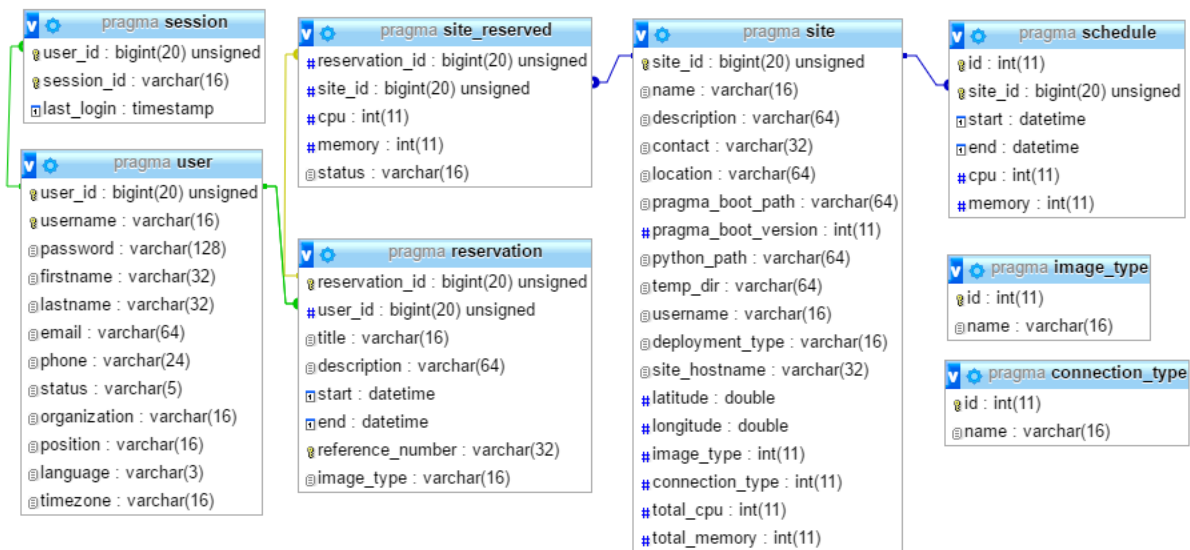 pragma session
user_id : bigint(20) unsigned
session_id : varchar(16)
last_login : timestamp
pragma user
user_id : bigint(20) unsigned
username : varchar(16)
password : varchar(128)
firstname : varchar(32)
lastname : varchar(32)
email : varchar(64)
phone : varchar(24)
status : varchar(5)
organization : varchar(16)
position : varchar(16)
language : varchar(3)
timezone : varchar(16)
pragma site_reserved
reservation_id : bigint(20) unsigned
site_id : bigint(20) unsigned
cpu : int(11)
memory : int(11)
status : varchar(16)
pragma reservation
reservation_id : bigint(20) unsigned
user_id : bigint(20) unsigned
title : varchar(16)
description : varchar(64)
start : datetime
end : datetime
reference_number : varchar(32)
image_type : varchar(16)
pragma site
site_id : bigint(20) unsigned
name : varchar(16)
description : varchar(64)
contact : varchar(32)
location : varchar(64)
pragma_boot_path : varchar(64)
pragma_boot_version : int(11)
python_path : varchar(64)
temp_dir : varchar(64)
username : varchar(16)
deployment_type : varchar(16)
site_hostname : varchar(32)
latitude : double
longitude : double
image_type : int(11)
connection_type : int(11)
total_cpu : int(11)
total_memory : int(11)
pragma schedule
id : int(11)
site_id : bigint(20) unsigned
start : datetime
end : datetime
cpu : int(11)
memory : int(11)
pragma image_type
id : int(11)
name : varchar(16)
pragma connection_type
id : int(11)
name : varchar(16)